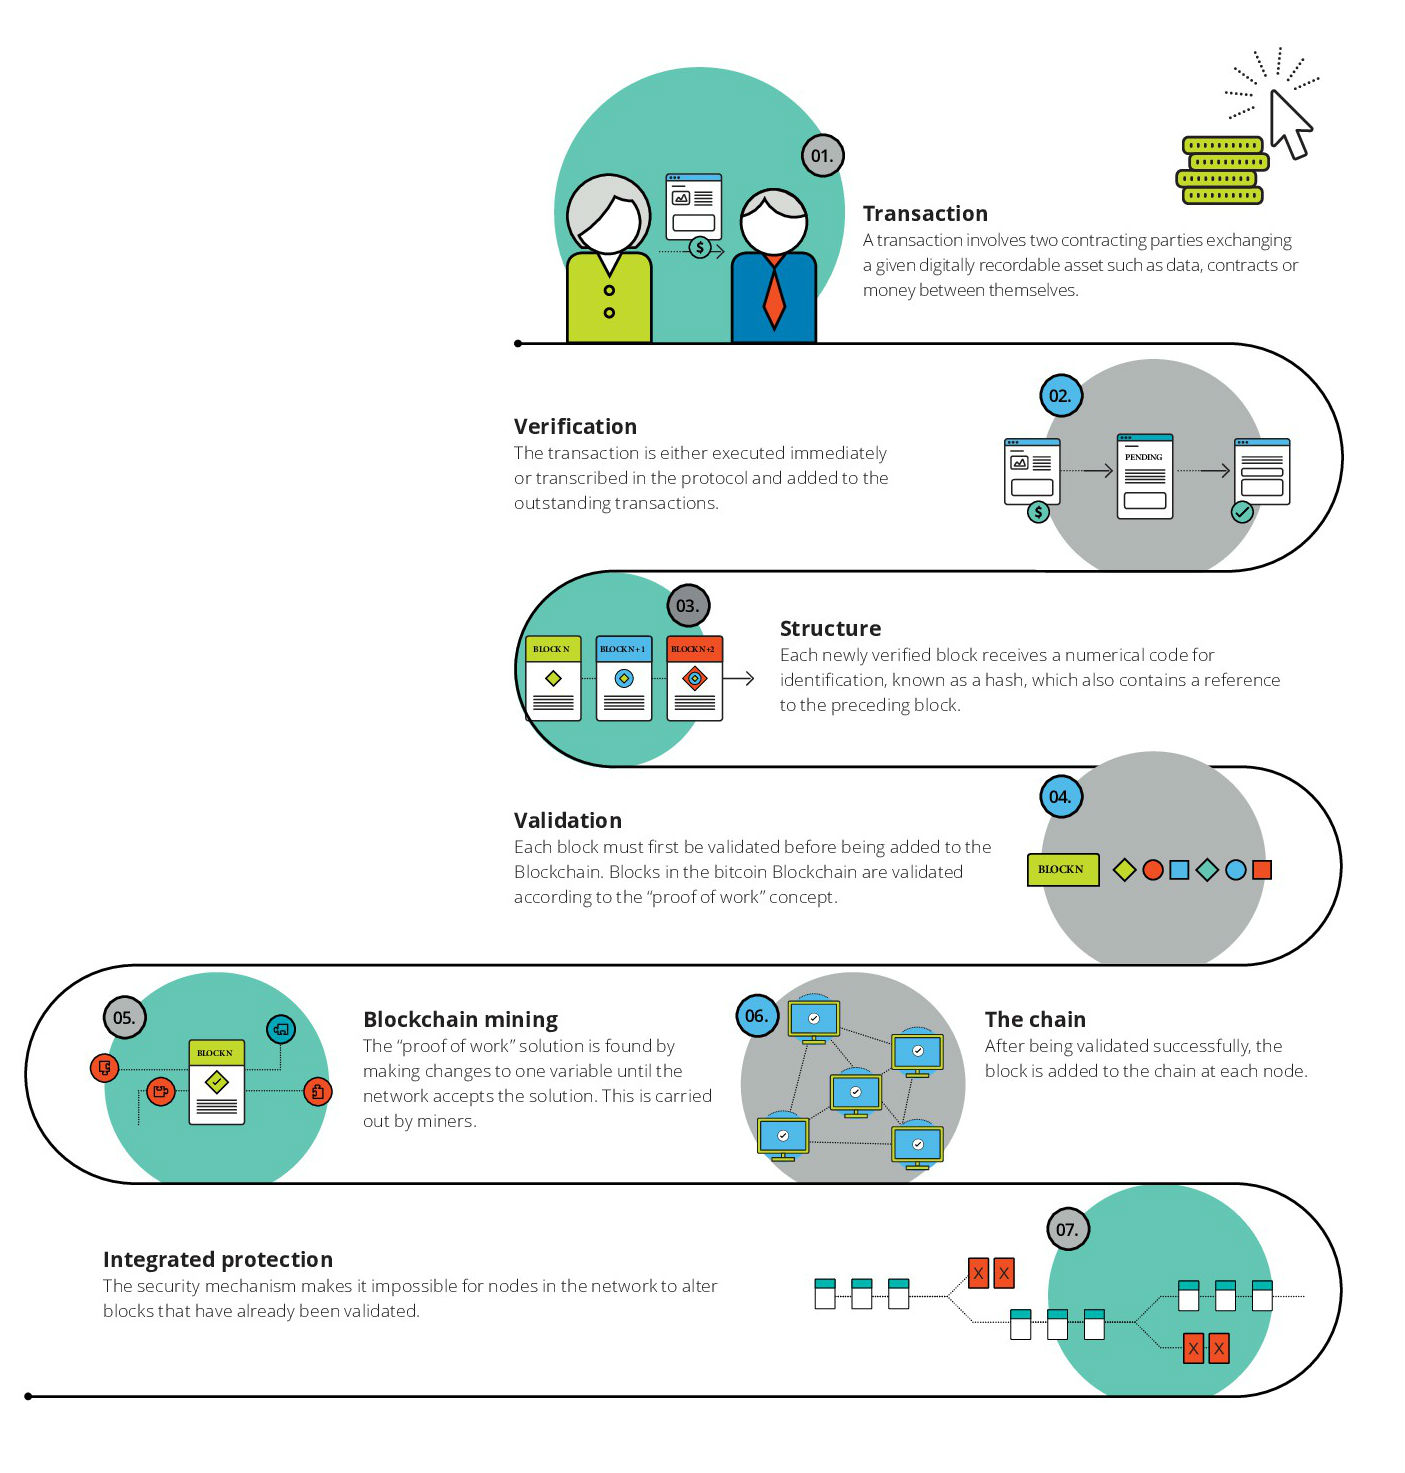 01.
Transaction
A transaction involves two contracting parties exchanging
a given digitally recordable asset such as data, contracts or
money between themselves.
$
02.
Verification
The transaction is either executed immediately
or transcribed in the protocol and added to the
outstanding transactions.
PENDING
$
03.
BLOCK N
BLOCK N+1
BLOCK N+2
Structure
Each newly verified block receives a numerical code for
identification, known as a hash, which also contains a reference
to the preceding block.
04.
Validation
Each block must first be validated before being added to the
Blockchain. Blocks in the bitcoin Blockchain are validated
according to the “proof of work” concept.
BLOCK N
05.
BLOCK N
Blockchain mining
The “proof of work” solution is found by
making changes to one variable until the
network accepts the solution. This is carried
out by miners.
06.
The chain
After being validated successfully, the
block is added to the chain at each node.
07.
Integrated protection
The security mechanism makes it impossible for nodes in the network to alter
blocks that have already been validated.
X X
X X